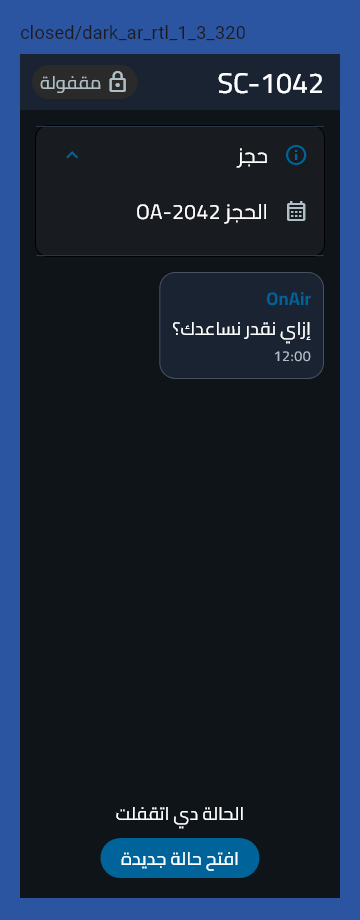 closed/dark_ar_rtl_1_3_320
SC-1042
مقفولة
حجز
الحجز OA-2042
OnAir
إزاي نقدر نساعدك؟
12:00
الحالة دي اتقفلت
افتح حالة جديدة